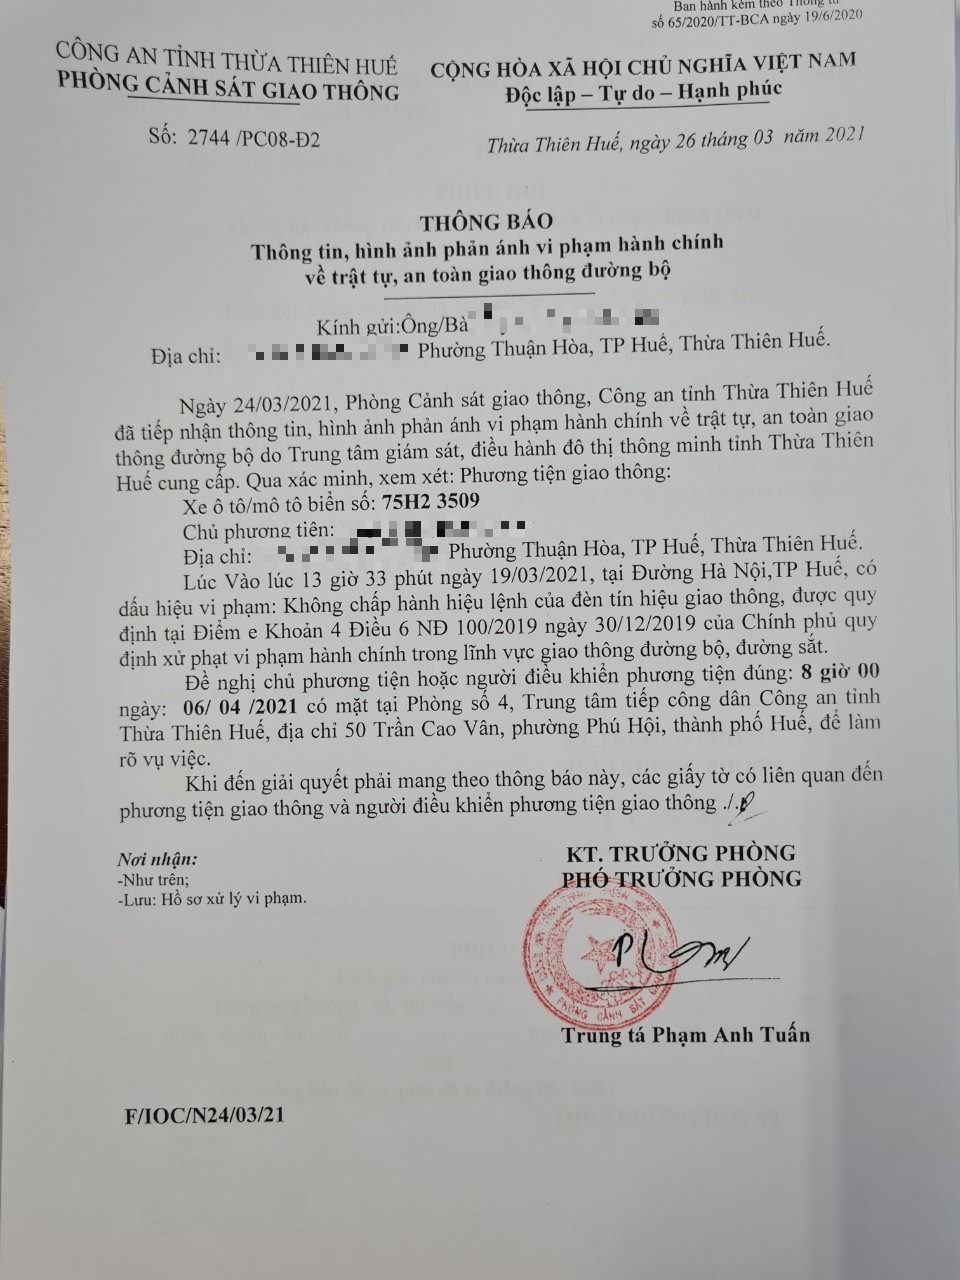 Ban hành kèm theo Thông tư
số 65/2020/TT-BCA ngày 19/6/2020
CÔNG AN TỈNH THỪA THIÊN HUẾ
PHÒNG CẢNH SÁT GIAO THÔNG
CỘNG HÒA XÃ HỘI CHỦ NGHĨA VIỆT NAM
Độc lập – Tự do – Hạnh phúc
Số: 2744 /PC08-Đ2
Thừa Thiên Huế, ngày 26 tháng 03 năm 2021
THÔNG BÁO
Thông tin, hình ảnh phản ánh vi phạm hành chính
về trật tự, an toàn giao thông đường bộ
Kính gửi:Ông/Bà
Địa chỉ: Phường Thuận Hòa, TP Huế, Thừa Thiên Huế.
Ngày 24/03/2021, Phòng Cảnh sát giao thông, Công an tỉnh Thừa Thiên Huế
đã tiếp nhận thông tin, hình ảnh phản ánh vi phạm hành chính về trật tự, an toàn giao
thông đường bộ do Trung tâm giám sát, điều hành đô thị thông minh tỉnh Thừa Thiên
Huế cung cấp. Qua xác minh, xem xét: Phương tiện giao thông:
Xe ô tô/mô tô biển số: 75H2 3509
Chủ phương tiên:
Địa chỉ: Phường Thuận Hòa, TP Huế, Thừa Thiên Huế.
Lúc Vào lúc 13 giờ 33 phút ngày 19/03/2021, tại Đường Hà Nội,TP Huế, có
dấu hiệu vi phạm: Không chấp hành hiệu lệnh của đèn tín hiệu giao thông, được quy
định tại Điểm e Khoản 4 Điều 6 NĐ 100/2019 ngày 30/12/2019 của Chính phủ quy
định xử phạt vi phạm hành chính trong lĩnh vực giao thông đường bộ, đường sắt.
Đề nghị chủ phương tiện hoặc người điều khiển phương tiện đúng: 8 giờ 00
ngày: 06/ 04 /2021 có mặt tại Phòng số 4, Trung tâm tiếp công dân Công an tỉnh
Thừa Thiên Huế, địa chỉ 50 Trần Cao Vân, phường Phú Hội, thành phố Huế, để làm
rõ vụ việc.
Khi đến giải quyết phải mang theo thông báo này, các giấy tờ có liên quan đến
phương tiện giao thông và người điều khiển phương tiện giao thông ./.
Nơi nhận:
-Như trên;
-Lưu: Hồ sơ xử lý vi phạm.
KT. TRƯỞNG PHÒNG
PHÓ TRƯỞNG PHÒNG
PHÒNG CẢNH SÁT
Trung tá Phạm Anh Tuấn
F/IOC/N24/03/21